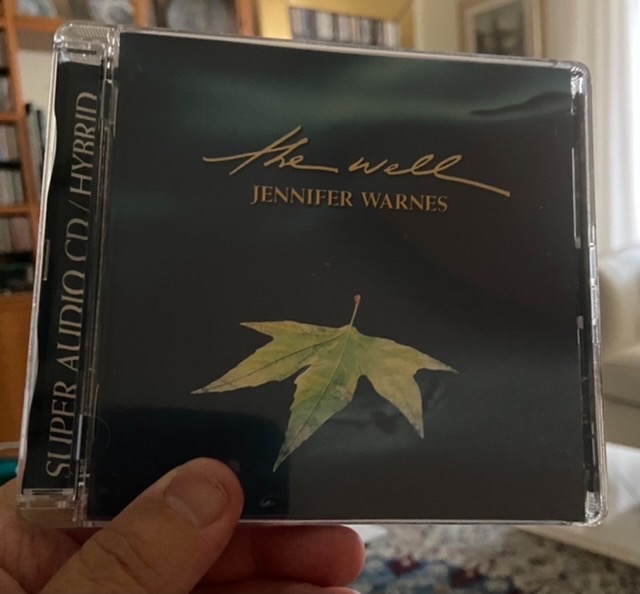 the well
JENNIFER WARNES
SUPER AUDIO CD / HYBRID